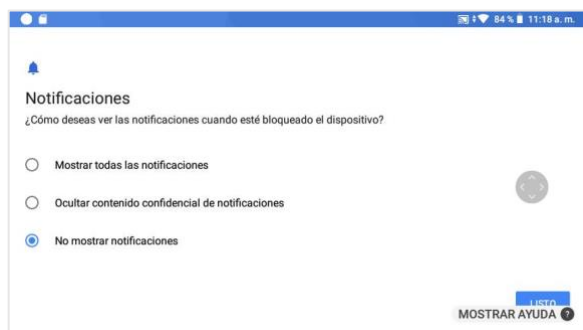 84 % 11:18 a. m.
Notificaciones
¿Cómo deseas ver las notificaciones cuando esté bloqueado el dispositivo?
Mostrar todas las notificaciones
Ocultar contenido confidencial de notificaciones
No mostrar notificaciones
LISTO
MOSTRAR AYUDA ?